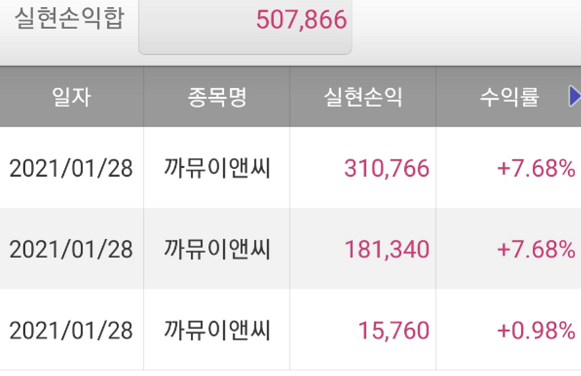 실현손익합 507,866
일자 종목명 실현손익 수익률
2021/01/28 까뮤이앤씨 310,766 +7.68%
2021/01/28 까뮤이앤씨 181,340 +7.68%
2021/01/28 까뮤이앤씨 15,760 +0.98%